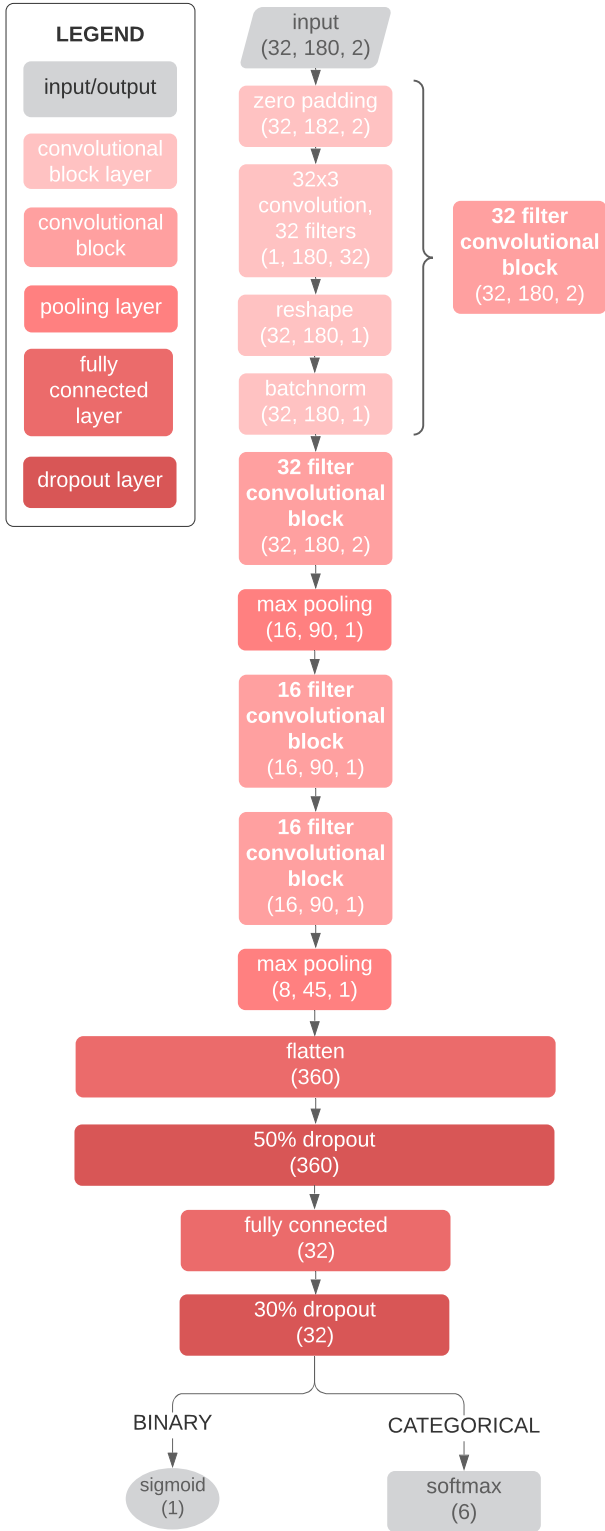 LEGEND
input/output
convolutional
block layer
convolutional
block
pooling layer
fully
connected
layer
dropout layer
input
(32, 180, 2)
zero padding
(32, 182, 2)
32x3
convolution,
32 filters
(1, 180, 32)
reshape
(32, 180, 1)
batchnorm
(32, 180, 1)
32 filter
convolutional
block
(32, 180, 2)
32 filter
convolutional
block
(32, 180, 2)
max pooling
(16, 90, 1)
16 filter
convolutional
block
(16, 90, 1)
16 filter
convolutional
block
(16, 90, 1)
max pooling
(8, 45, 1)
flatten
(360)
50% dropout
(360)
fully connected
(32)
30% dropout
(32)
BINARY
CATEGORICAL
sigmoid
(1)
softmax
(6)